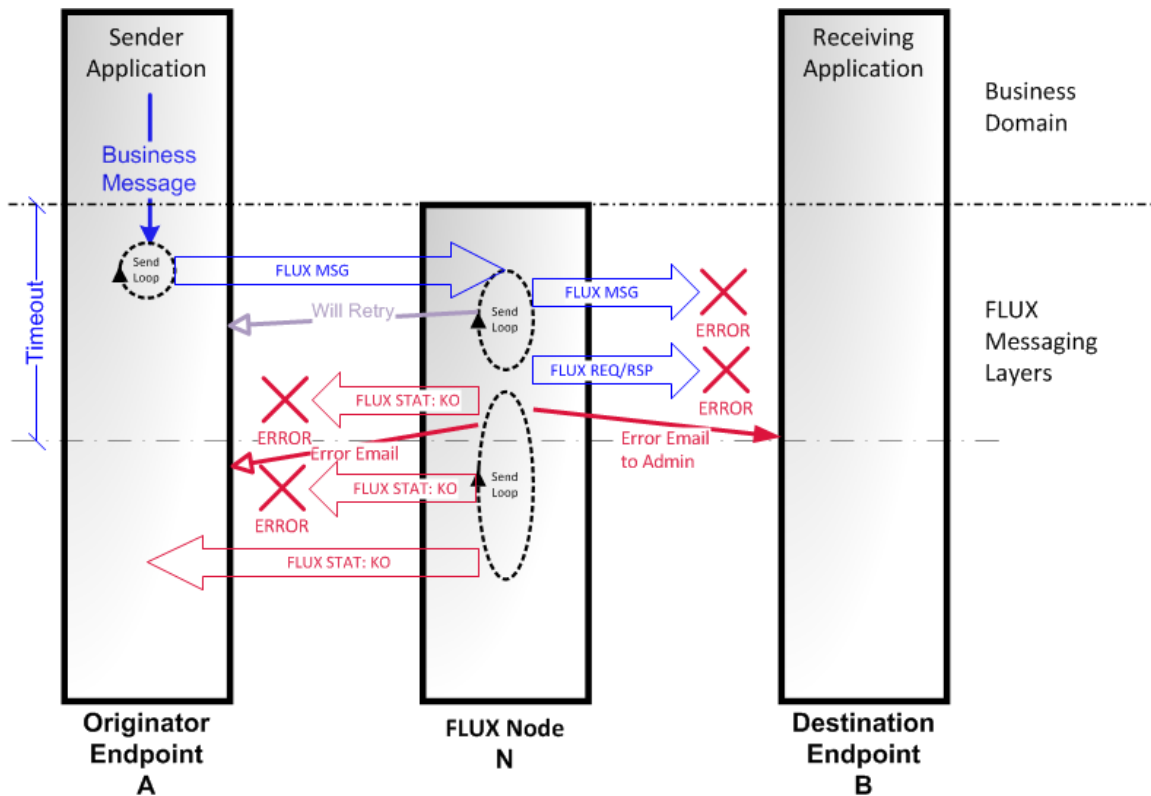 Sender
Application
Receiving
Application
Business
Domain
Business
Message
Timeout
Send
Loop
FLUX MSG
Will Retry
Send
Loop
FLUX MSG
ERROR
FLUX
Messaging
Layers
FLUX REQ/RSP
ERROR
FLUX STAT: KO
ERROR
Error Email
Error Email
to Admin
FLUX STAT: KO
ERROR
Send
Loop
FLUX STAT: KO
Originator
Endpoint
A
FLUX Node
N
Destination
Endpoint
B